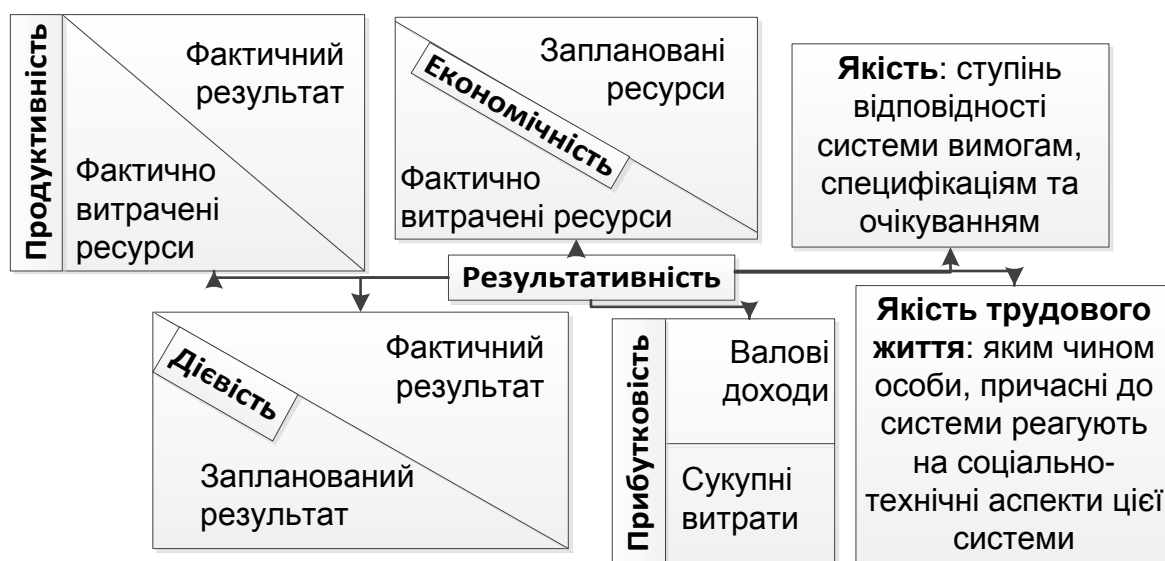 Продуктивність
Фактичний
результат
Фактично
витрачені
ресурси
Економічність
Заплановані
ресурси
Фактично
витрачені ресурси
Якість: ступінь
відповідності
системи вимогам,
специфікаціям та
очікуванням
Результативність
Дієвість
Фактичний
результат
Запланований
результат
Прибутковість
Валові
доходи
Сукупні
витрати
Якість трудового
життя: яким чином
особи, причасні до
системи реагують
на соціально-
технічні аспекти цієї
системи